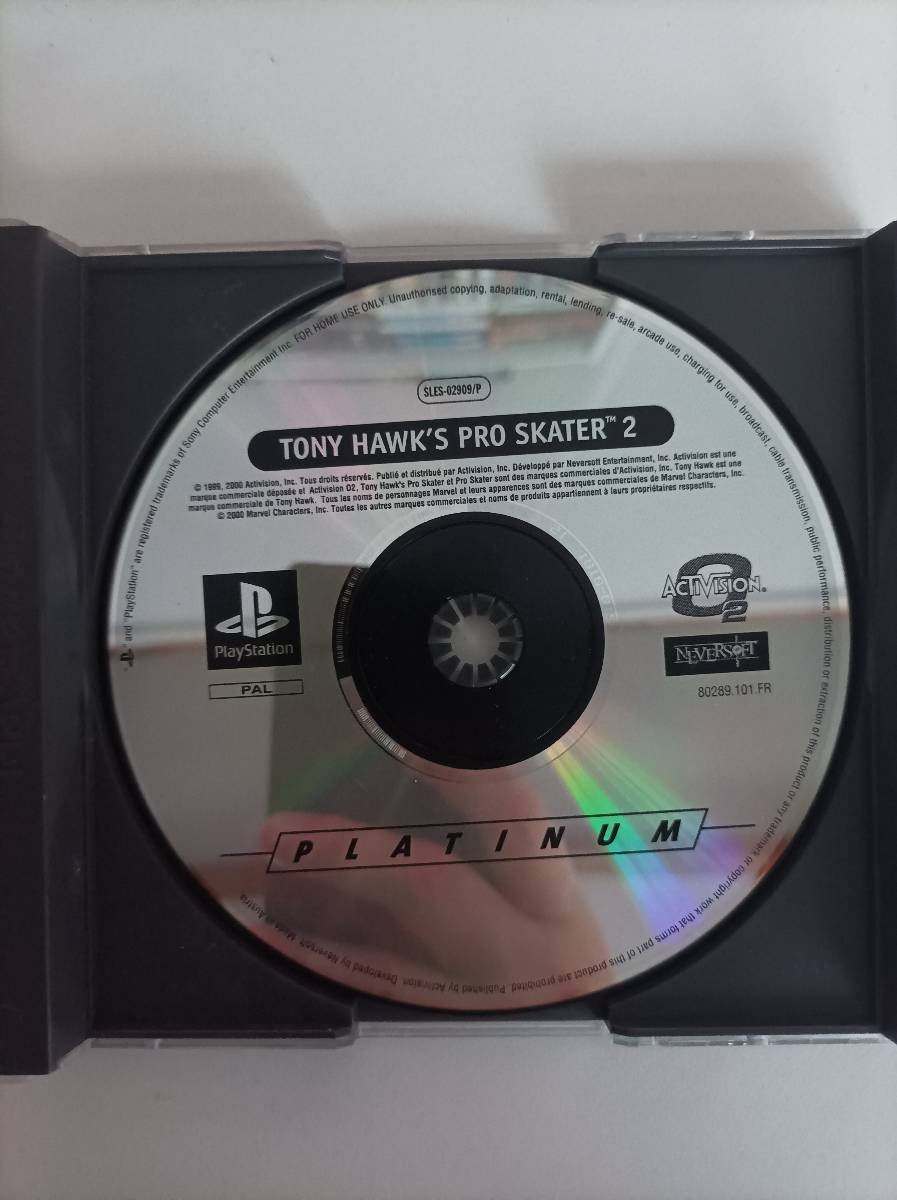 SLES-02909/P
TONY HAWK'S PRO SKATER™ 2
© 1999, 2000 Activision, Inc. Tous droits réservés. Publié et distribué par Activision, Inc. Développé par Neversoft Entertainment, Inc. Activision est une
marque commerciale déposée et Activision O2, Tony Hawk's Pro Skater et Pro Skater sont des marques commerciales d'Activision, Inc. Tony Hawk est une
marque commerciale de Tony Hawk. Tous les noms de personnages Marvel et leurs apparences sont des marques commerciales de Marvel Characters, Inc.
© 2000 Marvel Characters, Inc. Toutes les autres marques commerciales et noms de produits appartiennent à leurs propriétaires respectifs.
PlayStation
PAL
ACTIVISION®
O2
NEVERSOFT
80289.101.FR
PLATINUM
and "PlayStation" are registered trademarks of Sony Computer Entertainment Inc. FOR HOME USE ONLY. Unauthorised copying, adaptation, rental, lending, re-sale, arcade use, charging for use, broadcast, cable transmission, public performance, distribution or extraction of this product or any trademark or copyright work that forms part of this product are prohibited. Published by Activision. Developed by Neversoft. Made in Austria